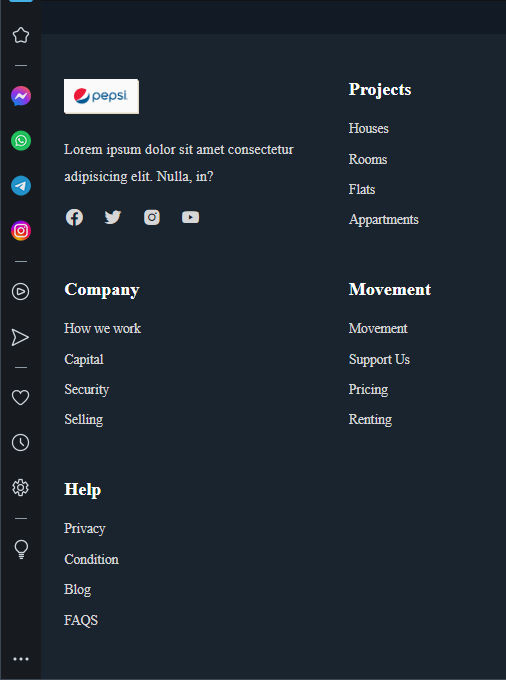 pepsi
Lorem ipsum dolor sit amet consectetur
adipisicing elit. Nulla, in?
Projects
Houses
Rooms
Flats
Appartments
Company
How we work
Capital
Security
Selling
Movement
Movement
Support Us
Pricing
Renting
Help
Privacy
Condition
Blog
FAQS